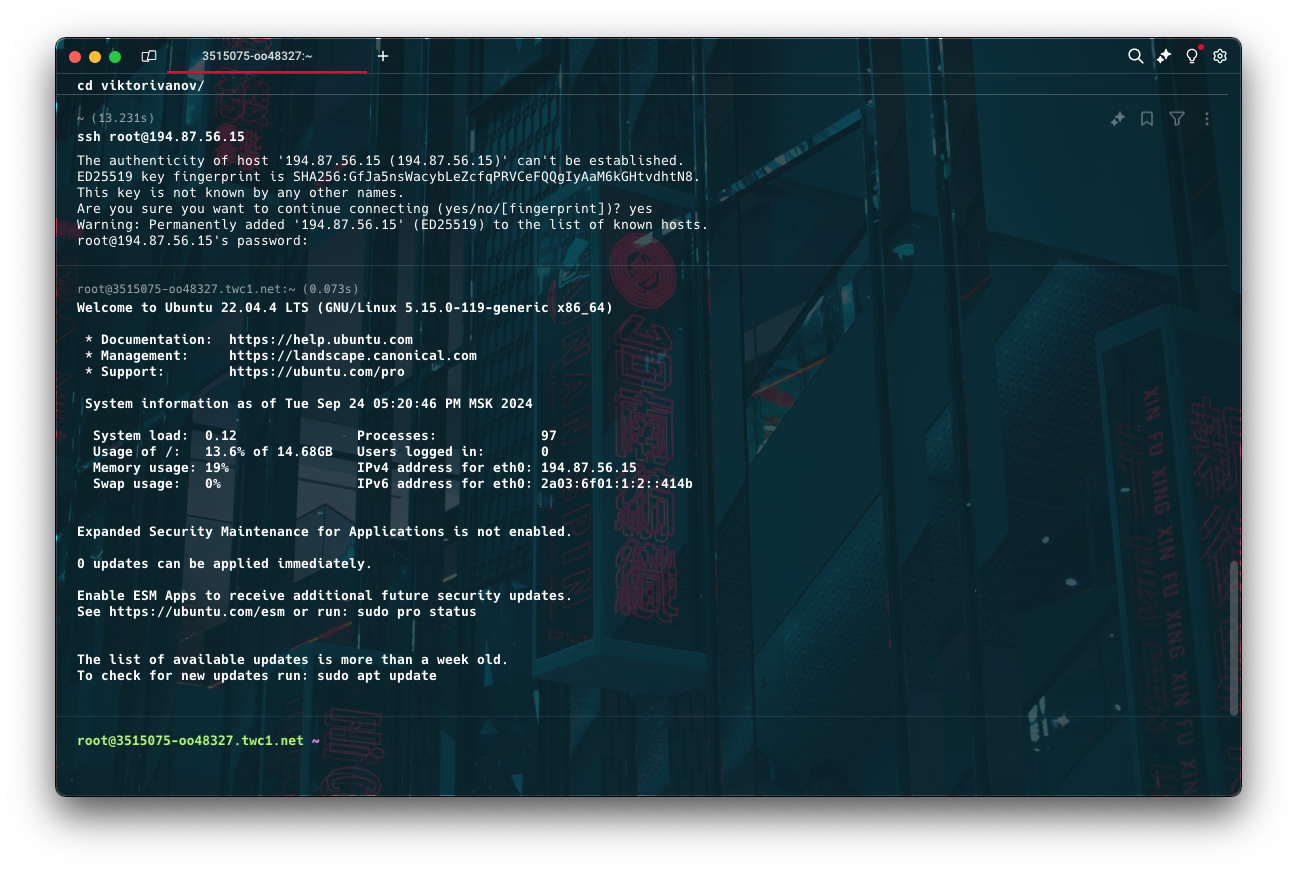 3515075-oo48327:~
cd viktorivanov/
~ (13.231s)
ssh root@194.87.56.15
The authenticity of host '194.87.56.15 (194.87.56.15)' can't be established.
ED25519 key fingerprint is SHA256:GfJa5nsWacybLeZcfqPRVCeFQQgIyAaM6kGHtvdhtN8.
This key is not known by any other names.
Are you sure you want to continue connecting (yes/no/[fingerprint])? yes
Warning: Permanently added '194.87.56.15' (ED25519) to the list of known hosts.
root@194.87.56.15's password:
root@3515075-oo48327.twc1.net:~ (0.073s)
Welcome to Ubuntu 22.04.4 LTS (GNU/Linux 5.15.0-119-generic x86_64)
* Documentation:  https://help.ubuntu.com
* Management:     https://landscape.canonical.com
* Support:        https://ubuntu.com/pro
System information as of Tue Sep 24 05:20:46 PM MSK 2024
System load:  0.12               Processes:             97
Usage of /:   13.6% of 14.68GB   Users logged in:       0
Memory usage: 19%                IPv4 address for eth0: 194.87.56.15
Swap usage:   0%                 IPv6 address for eth0: 2a03:6f01:1:2::414b
Expanded Security Maintenance for Applications is not enabled.
0 updates can be applied immediately.
Enable ESM Apps to receive additional future security updates.
See https://ubuntu.com/esm or run: sudo pro status
The list of available updates is more than a week old.
To check for new updates run: sudo apt update
root@3515075-oo48327.twc1.net ~
XIN FU XING XIN FU XING XIN FU XIN